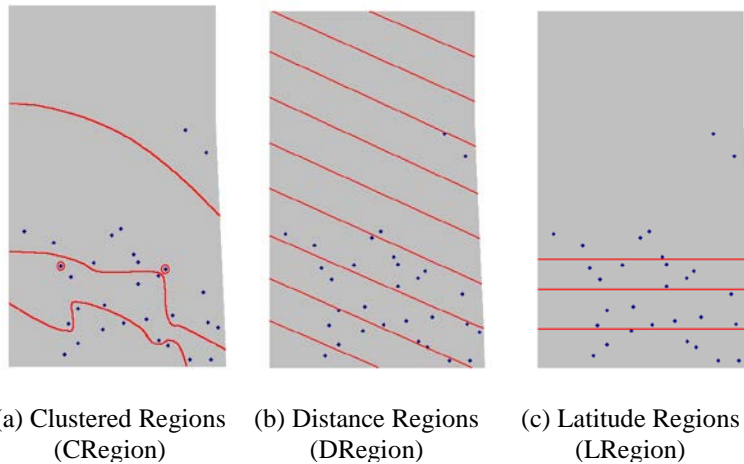 a) Clustered Regions
(CRegion)
(b) Distance Regions
(DRegion)
(c) Latitude Regions
(LRegion)